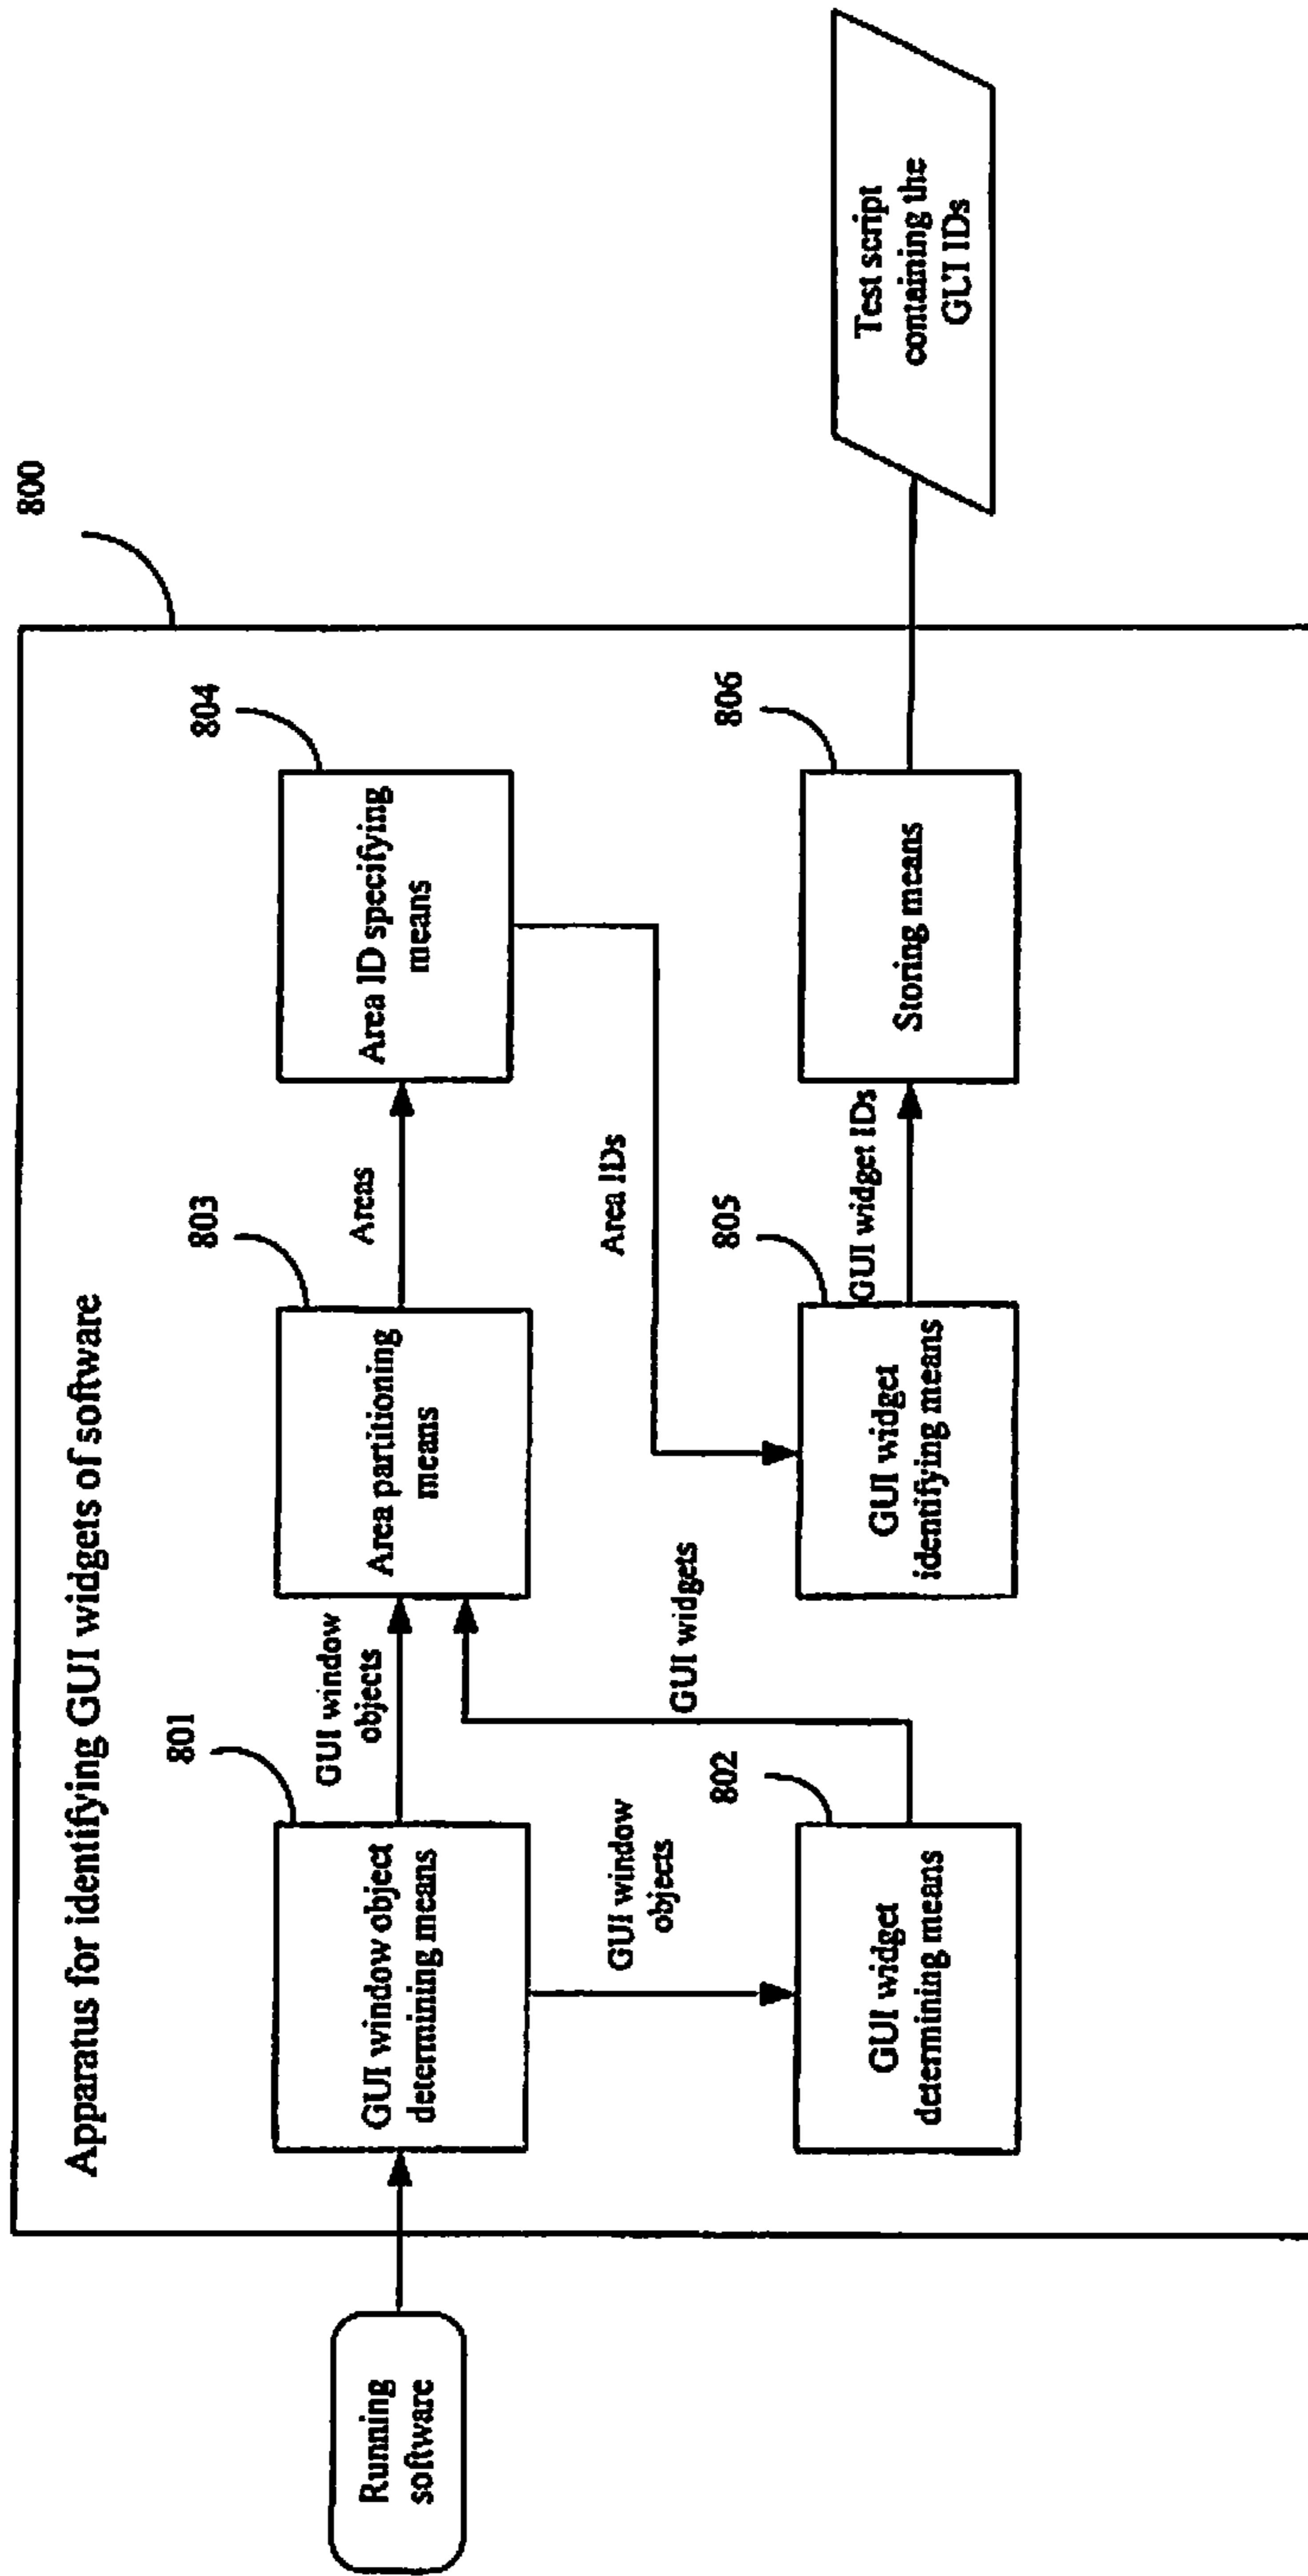 Apparatus for identifying GUI widgets of software
800
Running
software
801
GUI window object
determining means
GUI window
objects
803
Area partitioning
means
Areas
804
Area ID specifying
means
GUI window
objects
802
GUI widget
determining means
GUI widgets
Area IDs
805
GUI widget
identifying means
GUI widget IDs
806
Storing means
Test script
containing the
GUI IDs